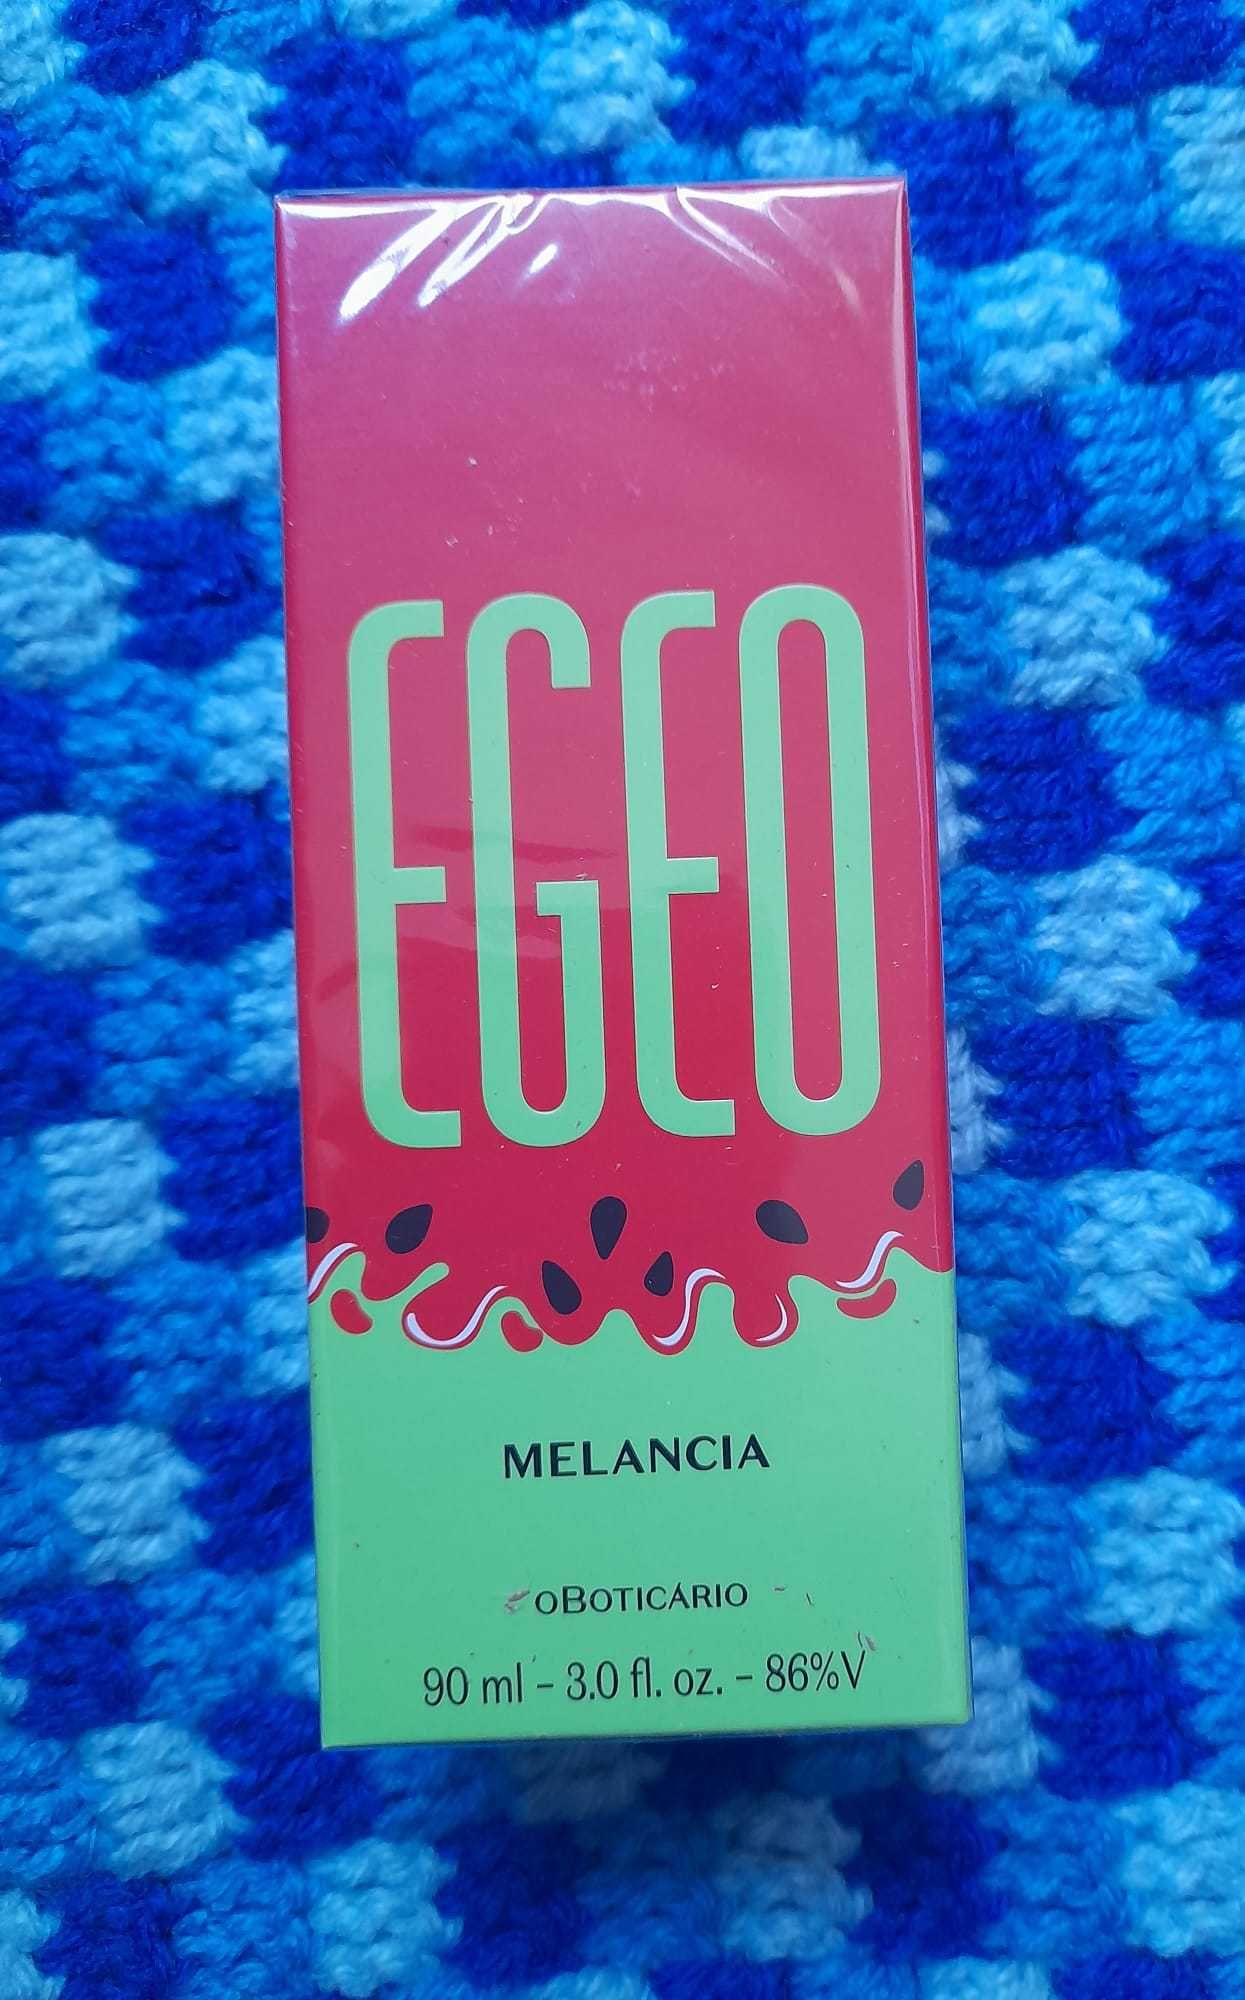 EGEO
MELANCIA
oBOTICÁRIO
90 ml - 3.0 fl. oz. - 86%V